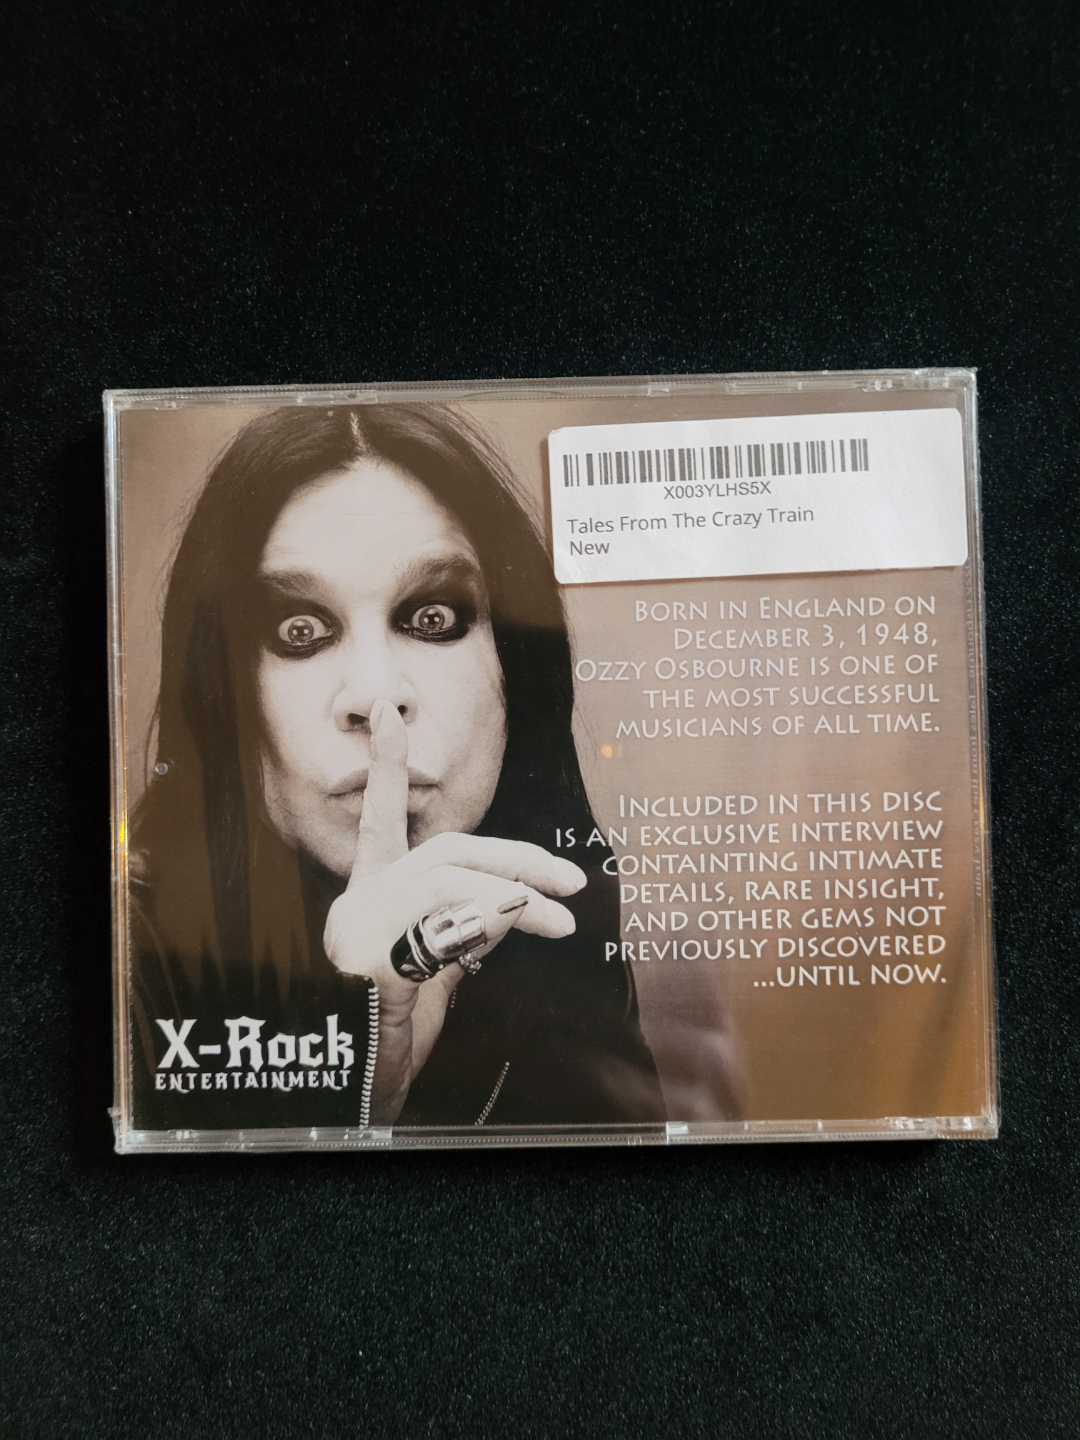 X003YLHS5X
Tales From The Crazy Train
New
BORN IN ENGLAND ON
DECEMBER 3, 1948,
OZZY OSBOURNE IS ONE OF
THE MOST SUCCESSFUL
MUSICIANS OF ALL TIME.
INCLUDED IN THIS DISC
IS AN EXCLUSIVE INTERVIEW
CONTAINTING INTIMATE
DETAILS, RARE INSIGHT,
AND OTHER GEMS NOT
PREVIOUSLY DISCOVERED
...UNTIL NOW.
X-Rock
ENTERTAINMENT